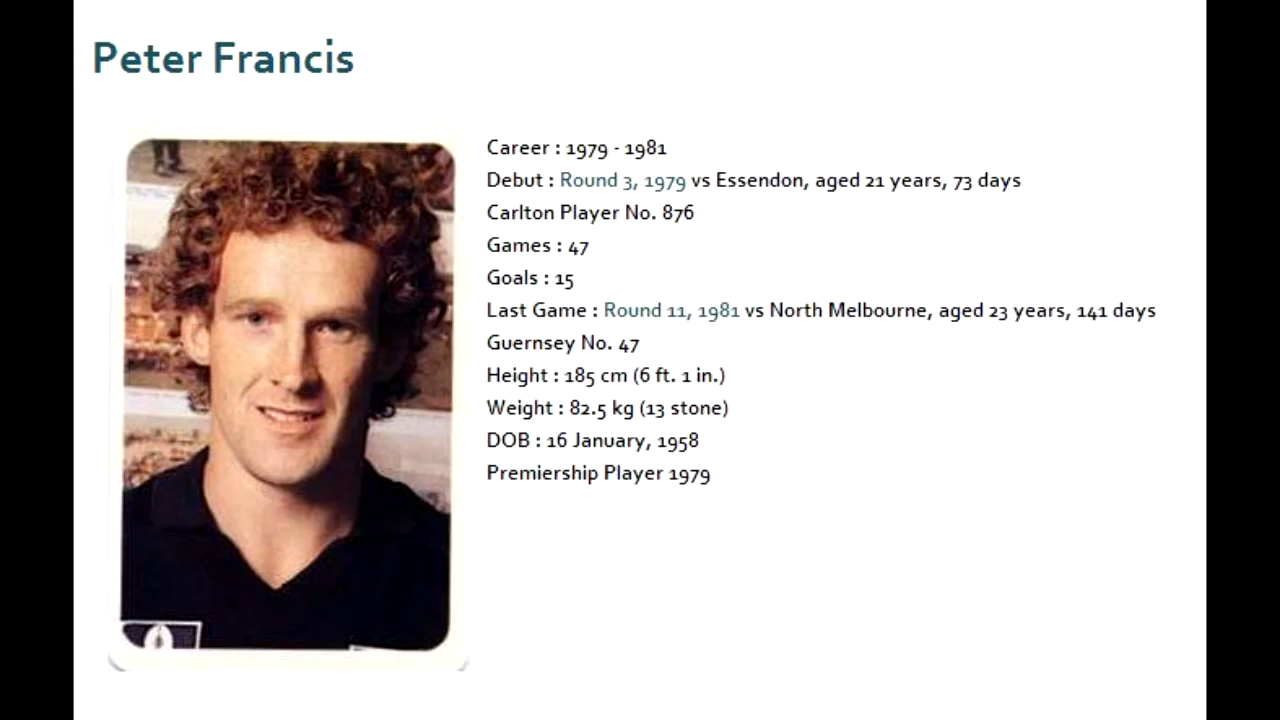 Peter Francis
Career : 1979 - 1981
Debut : Round 3, 1979 vs Essendon, aged 21 years, 73 days
Carlton Player No. 876
Games : 47
Goals : 15
Last Game : Round 11, 1981 vs North Melbourne, aged 23 years, 141 days
Guernsey No. 47
Height : 185 cm (6 ft. 1 in.)
Weight : 82.5 kg (13 stone)
DOB : 16 January, 1958
Premiership Player 1979